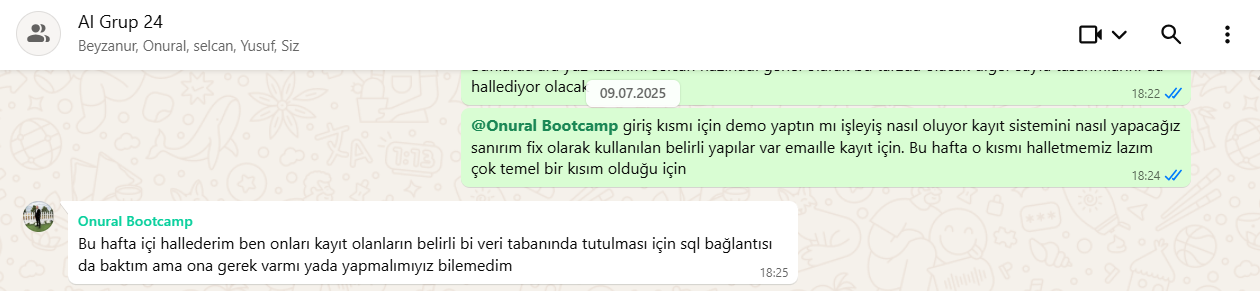 AI Grup 24
Beyzanur, Onural, selcan, Yusuf, Siz
hallediyor olacak
18:22
09.07.2025
@Onural Bootcamp giriş kısmı için demo yaptın mı işleyiş nasıl oluyor kayıt sistemini nasıl yapacağız
sanırım fix olarak kullanılan belirli yapılar var emaılle kayıt için. Bu hafta o kısmı halletmemiz lazım
çok temel bir kısım olduğu için
18:24
Onural Bootcamp
Bu hafta içi hallederim ben onları kayıt olanların belirli bi veri tabanında tutulması için sql bağlantısı
da baktım ama ona gerek varmı yada yapmalımıyız bilemedim
18:25